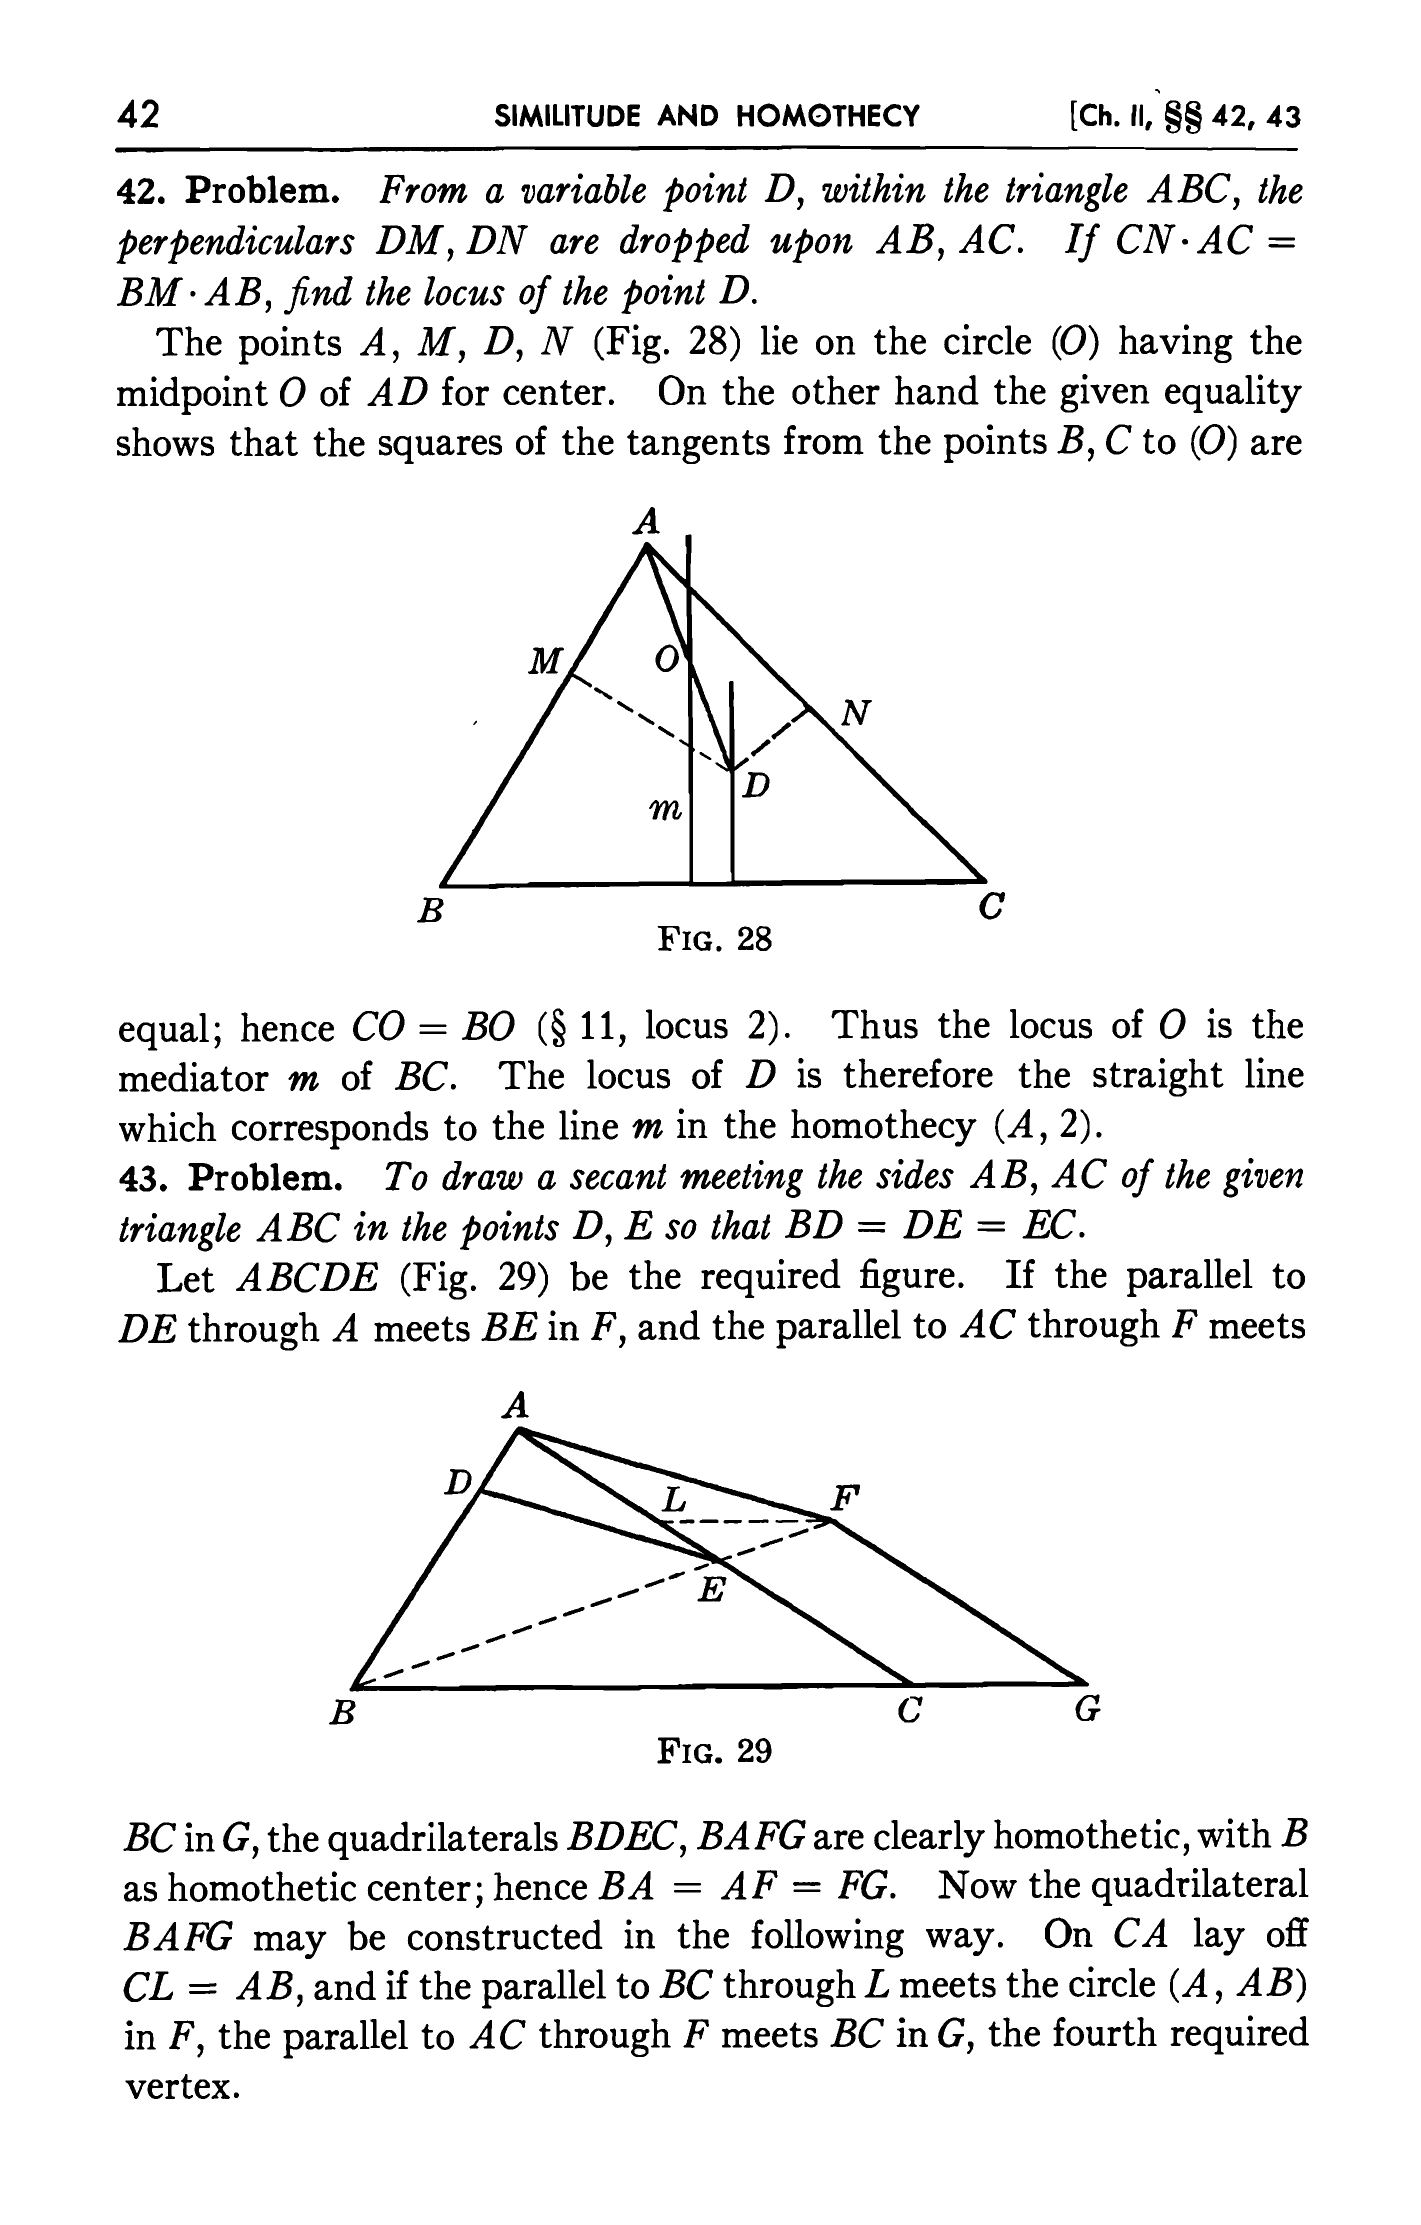 42 SIMILITUDE AND HOMOTHECY [Ch. II, §§ 42, 43
42. Problem. From a variable point D, within the triangle ABC, the
perpendiculars DM, DN are dropped upon AB, AC. If CN·AC =
BM·AB, find the locus of the point D.
The points A, M, D, N (Fig. 28) lie on the circle (O) having the
midpoint O of AD for center. On the other hand the given equality
shows that the squares of the tangents from the points B, C to (O) are
A
M O
N
D
m
B C
FIG. 28
equal; hence CO = BO (§ 11, locus 2). Thus the locus of O is the
mediator m of BC. The locus of D is therefore the straight line
which corresponds to the line m in the homothecy (A, 2).
43. Problem. To draw a secant meeting the sides AB, AC of the given
triangle ABC in the points D, E so that BD = DE = EC.
Let ABCDE (Fig. 29) be the required figure. If the parallel to
DE through A meets BE in F, and the parallel to AC through F meets
A
D L F
E
B C G
FIG. 29
BC in G, the quadrilaterals BDEC, BAFG are clearly homothetic, with B
as homothetic center; hence BA = AF = FG. Now the quadrilateral
BAFG may be constructed in the following way. On CA lay off
CL = AB, and if the parallel to BC through L meets the circle (A, AB)
in F, the parallel to AC through F meets BC in G, the fourth required
vertex.